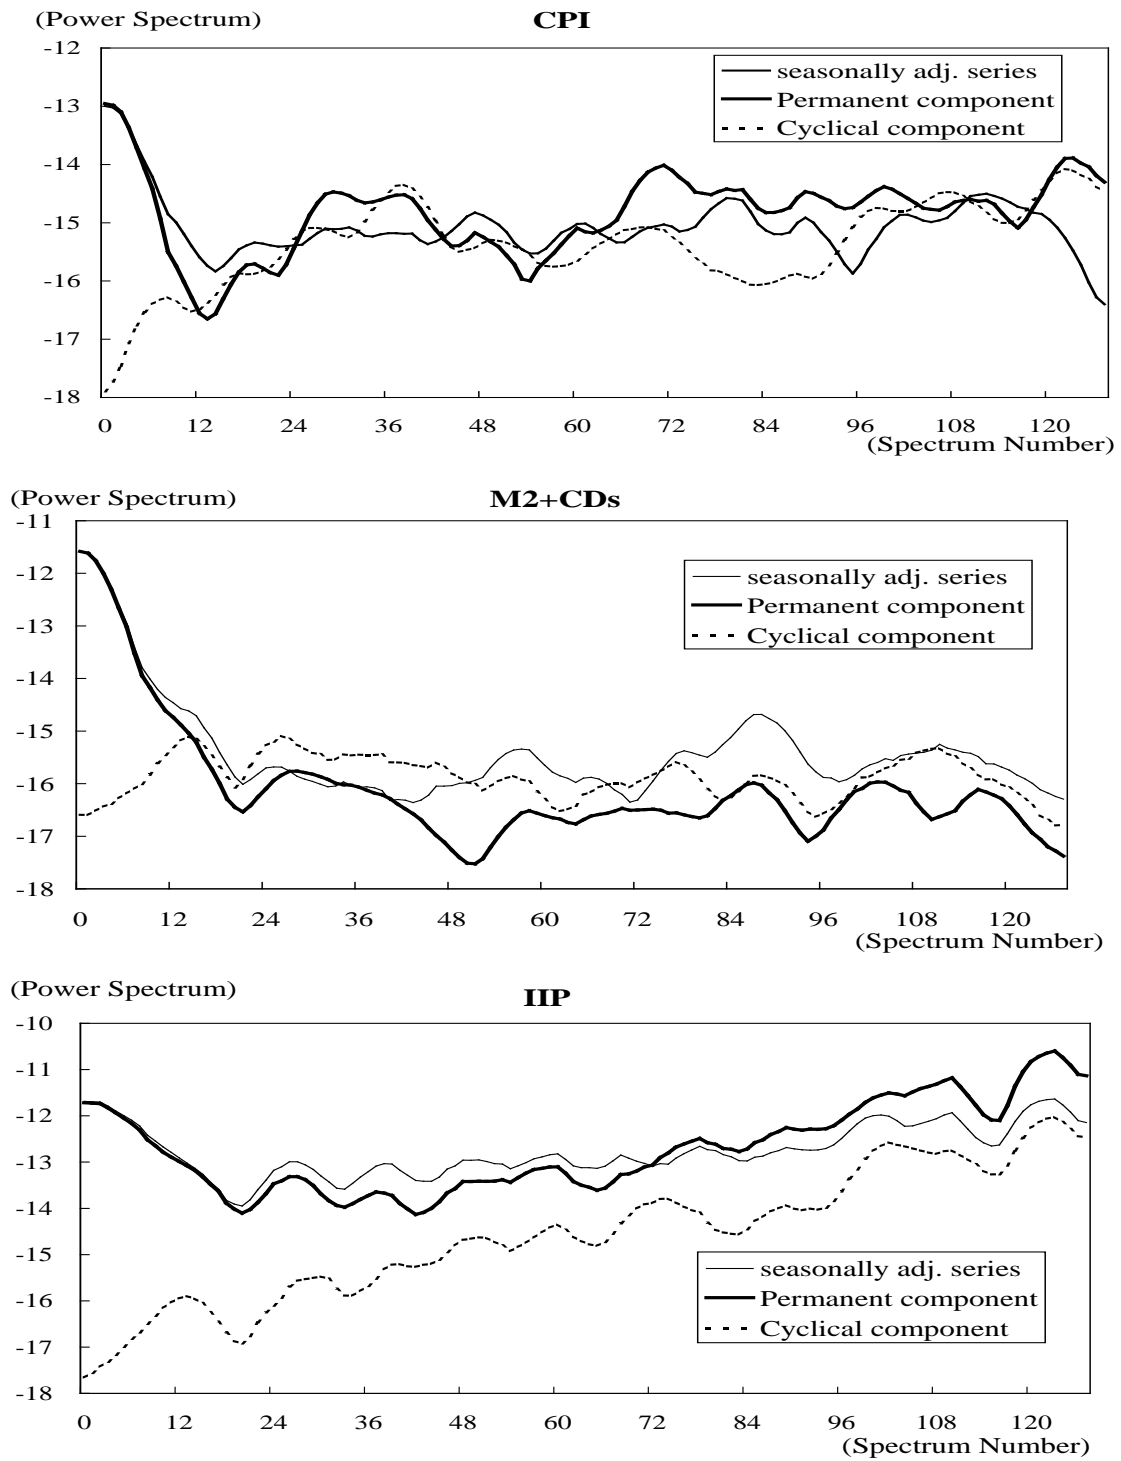 (Power Spectrum) CPI
-12
seasonally adj. series
Permanent component
Cyclical component
-13
-14
-15
-16
-17
-18
0 12 24 36 48 60 72 84 96 108 120
(Spectrum Number)
(Power Spectrum) M2+CDs
-11
seasonally adj. series
Permanent component
Cyclical component
-12
-13
-14
-15
-16
-17
-18
0 12 24 36 48 60 72 84 96 108 120
(Spectrum Number)
(Power Spectrum) IIP
-10
-11
-12
-13
-14
-15
seasonally adj. series
Permanent component
Cyclical component
-16
-17
-18
0 12 24 36 48 60 72 84 96 108 120
(Spectrum Number)